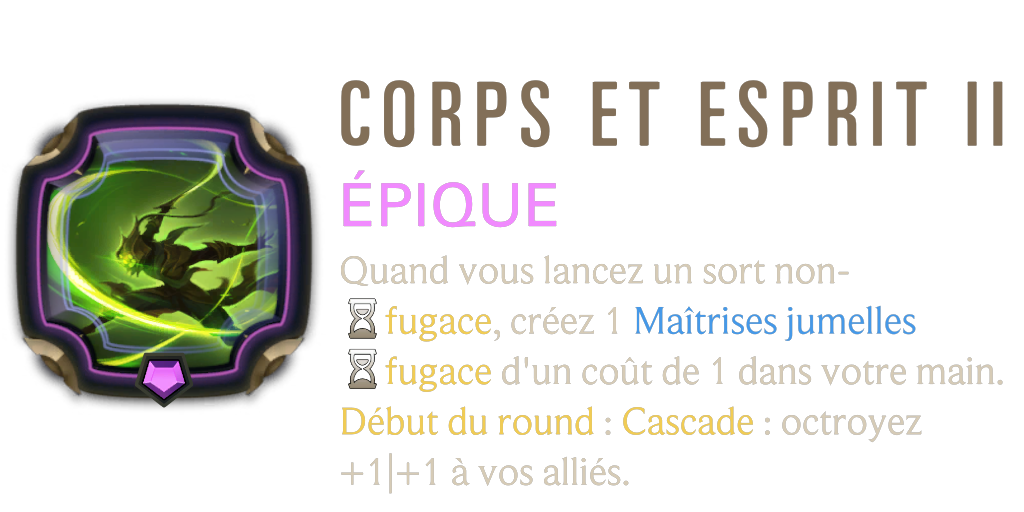 CORPS ET ESPRIT II
ÉPIQUE
Quand vous lancez un sort non-
fugace, créez 1 Maîtrises jumelles
fugace d'un coût de 1 dans votre main.
Début du round : Cascade : octroyez
+1|+1 à vos alliés.